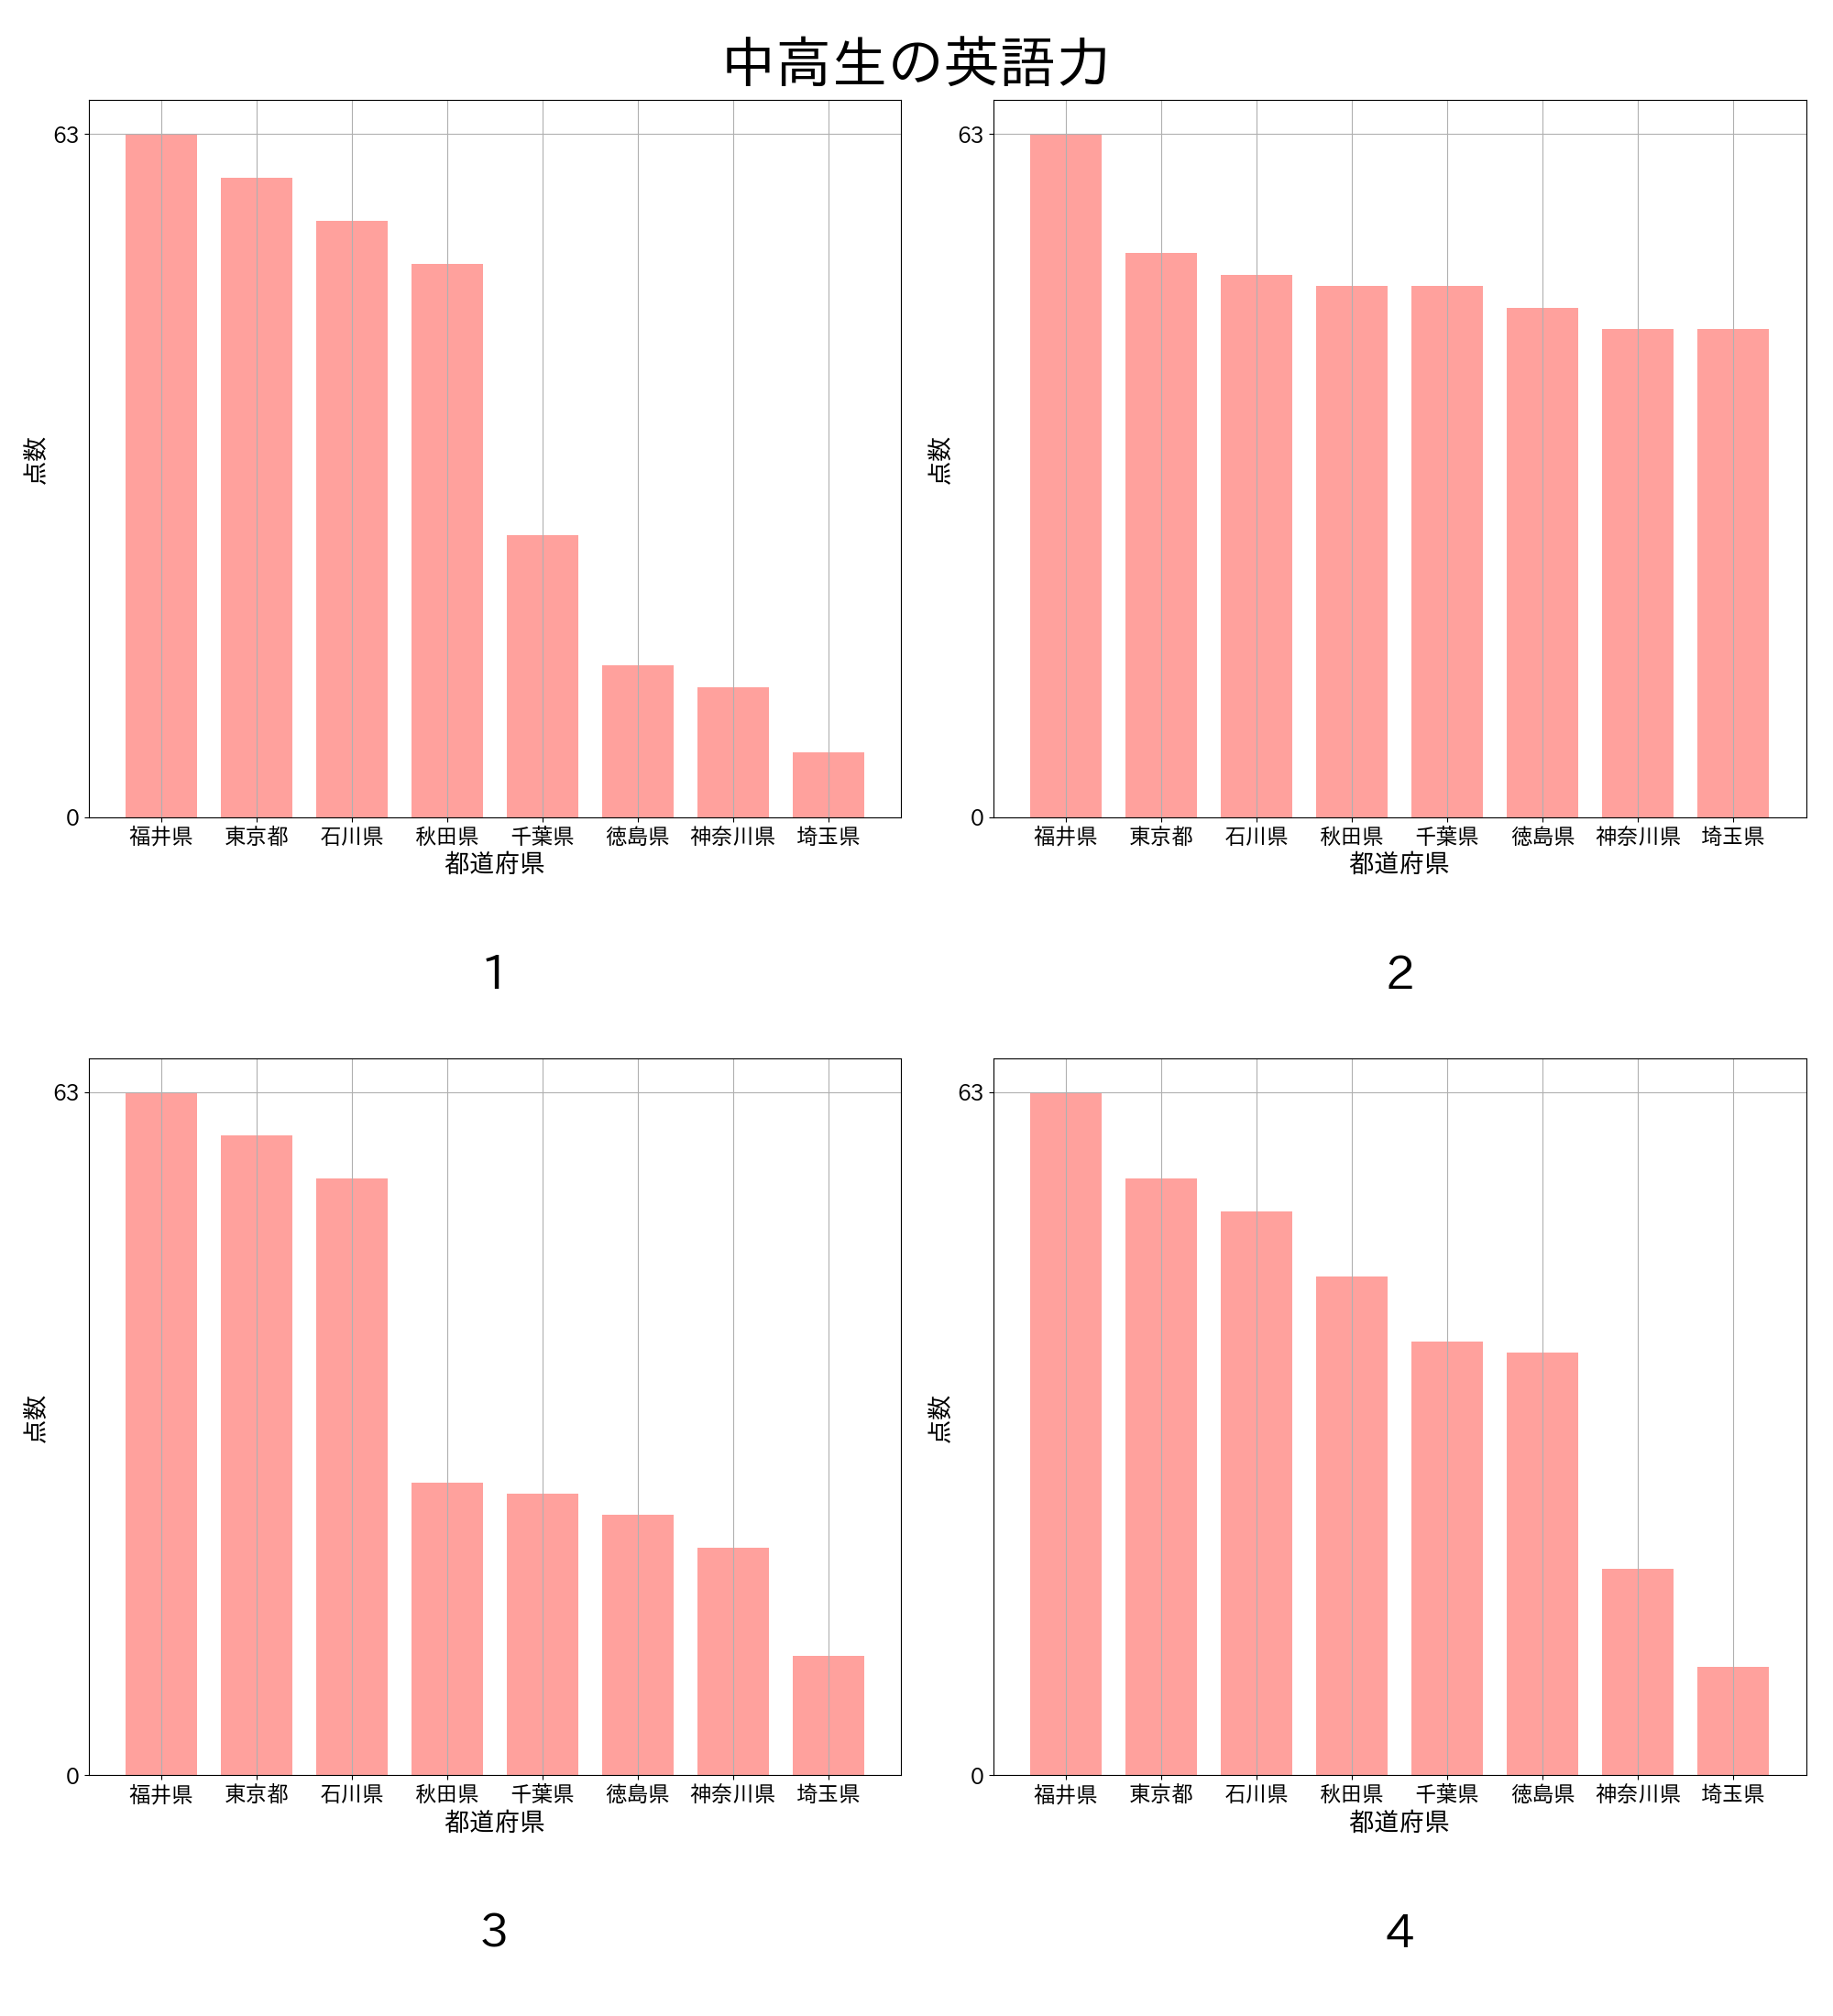 中高生の英語力
63
点数
0
福井県 東京都 石川県 秋田県 千葉県 徳島県 神奈川県 埼玉県
都道府県
1
63
点数
0
福井県 東京都 石川県 秋田県 千葉県 徳島県 神奈川県 埼玉県
都道府県
2
63
点数
0
福井県 東京都 石川県 秋田県 千葉県 徳島県 神奈川県 埼玉県
都道府県
3
63
点数
0
福井県 東京都 石川県 秋田県 千葉県 徳島県 神奈川県 埼玉県
都道府県
4